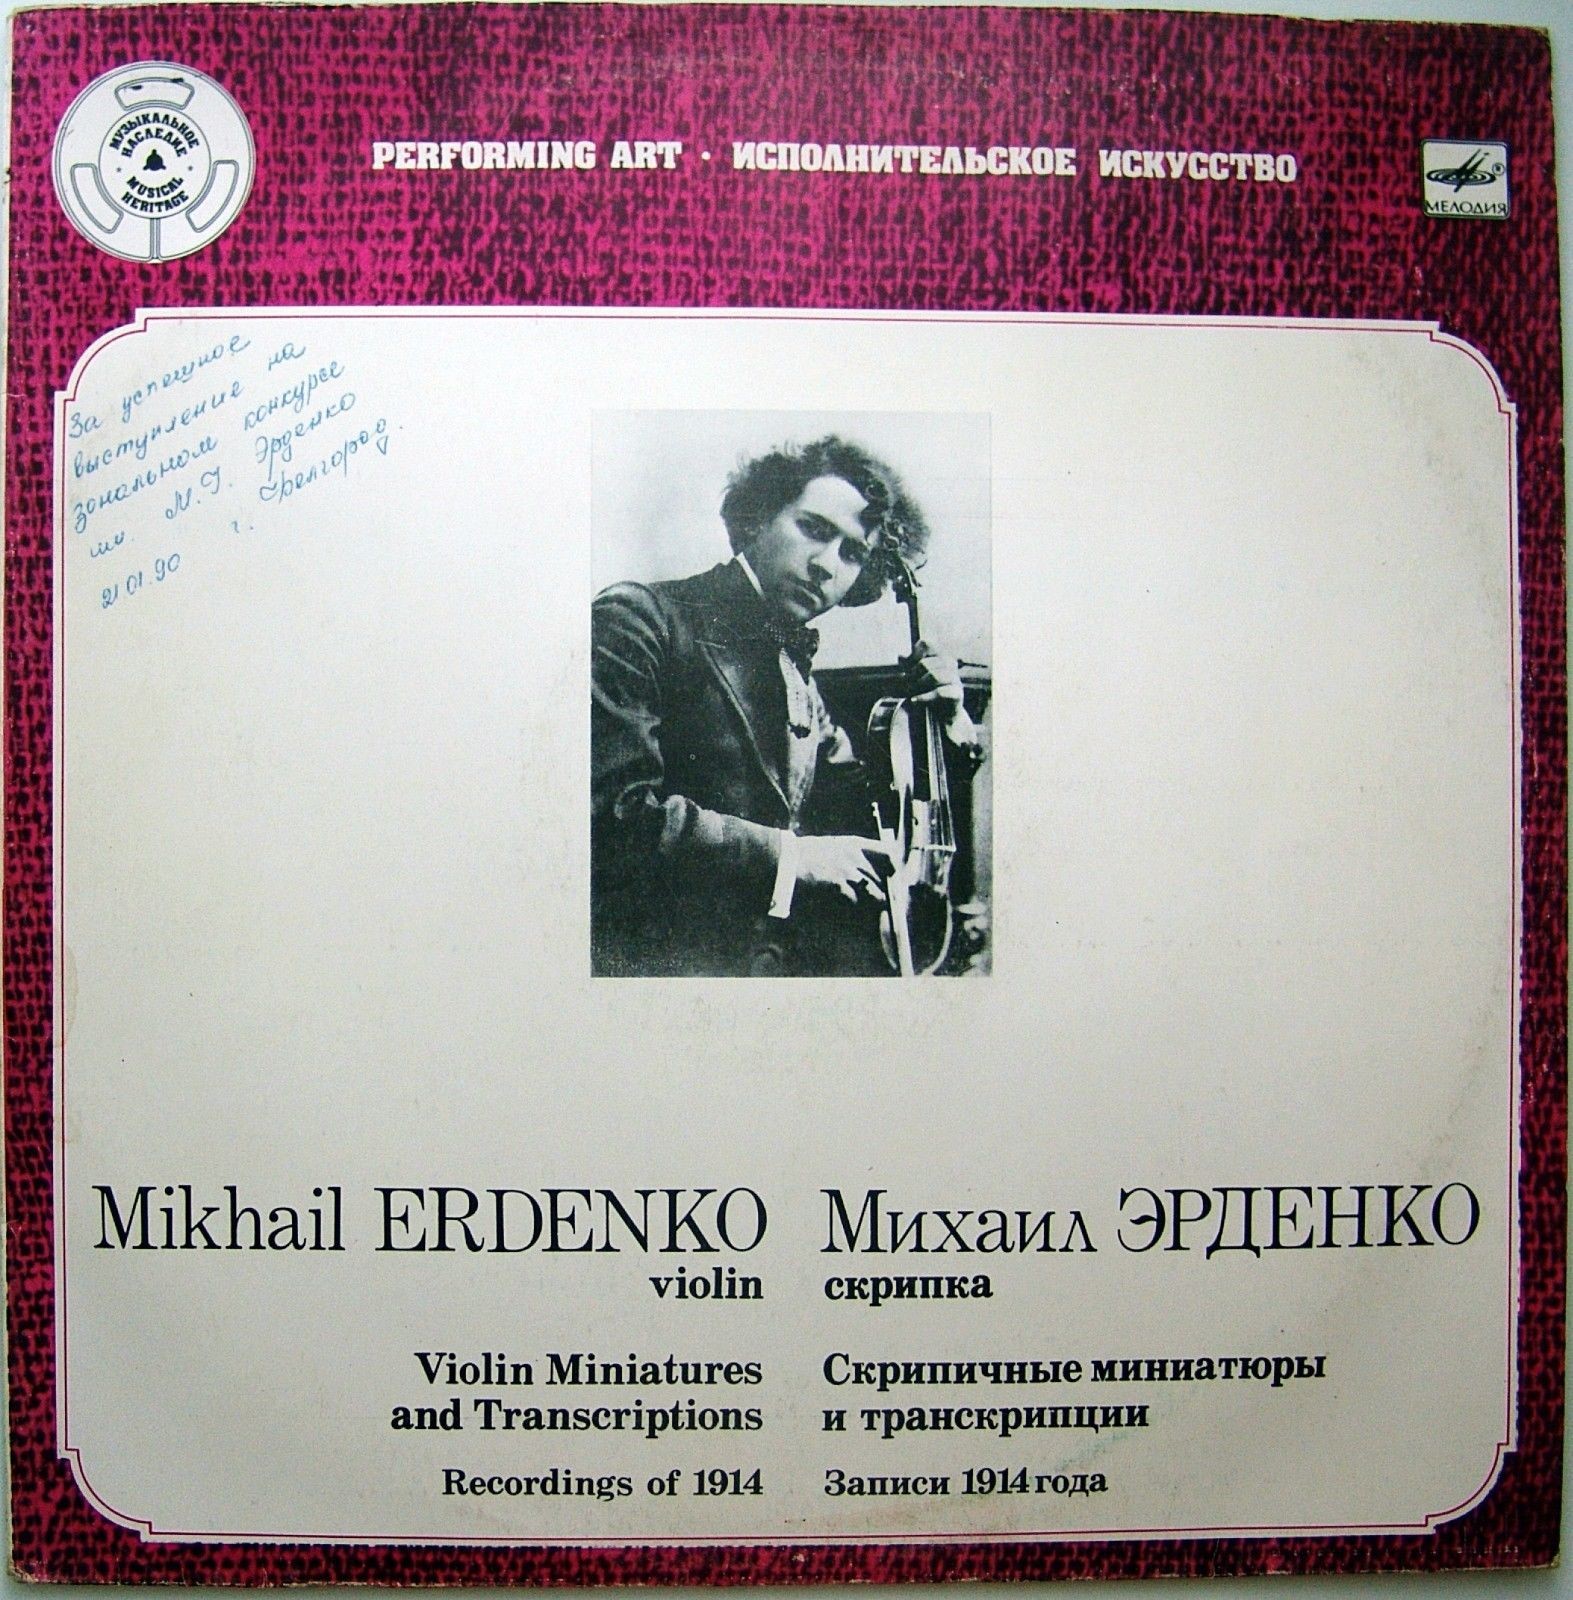 МУЗЫКАЛЬНОЕ
НАСЛЕДИЕ
MUSICAL
HERITAGE
PERFORMING ART · ИСПОЛНИТЕЛЬСКОЕ ИСКУССТВО
МЕЛОДИЯ
За успешное
выступление на
зональном конкурсе
им. М.Г. Эрденко
г. Белгород.
21.01.90
Mikhail ERDENKO
violin
Violin Miniatures
and Transcriptions
Recordings of 1914
Михаил ЭРДЕНКО
скрипка
Скрипичные миниатюры
и транскрипции
Записи 1914 года